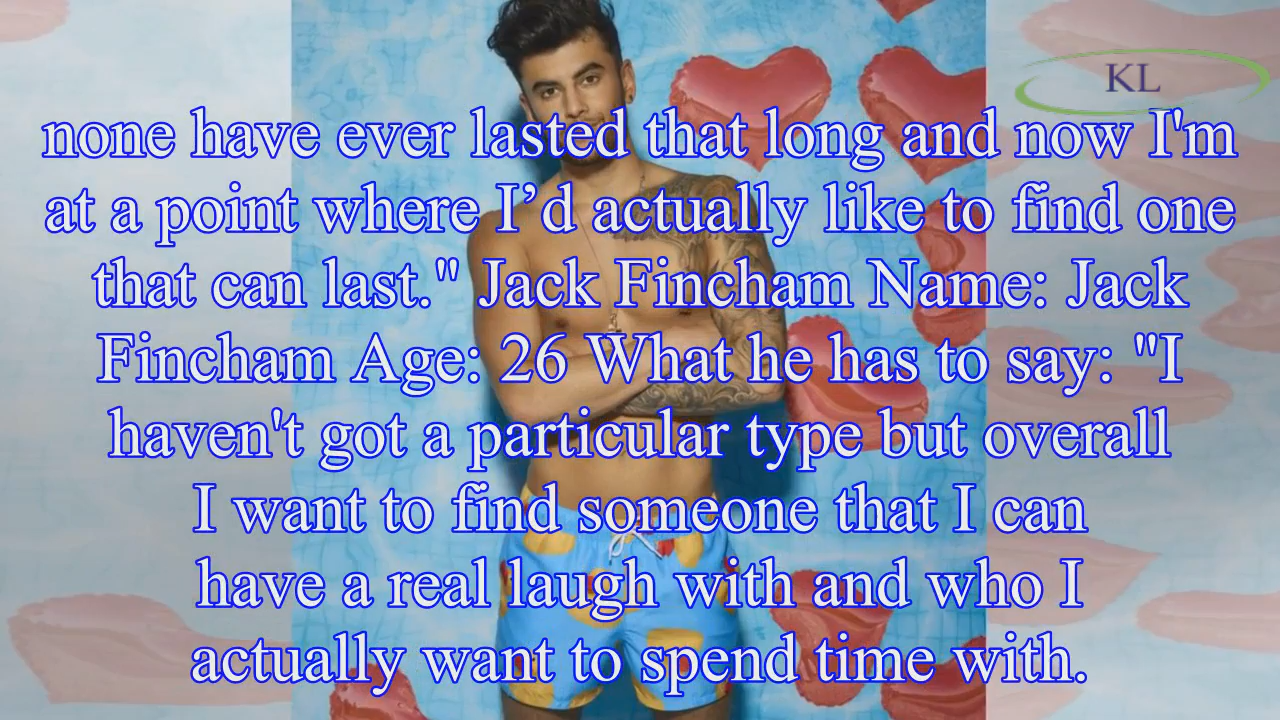 KL
none have ever lasted that long and now I'm
at a point where I’d actually like to find one
that can last." Jack Fincham Name: Jack
Fincham Age: 26 What he has to say: "I
haven't got a particular type but overall
I want to find someone that I can
have a real laugh with and who I
actually want to spend time with.